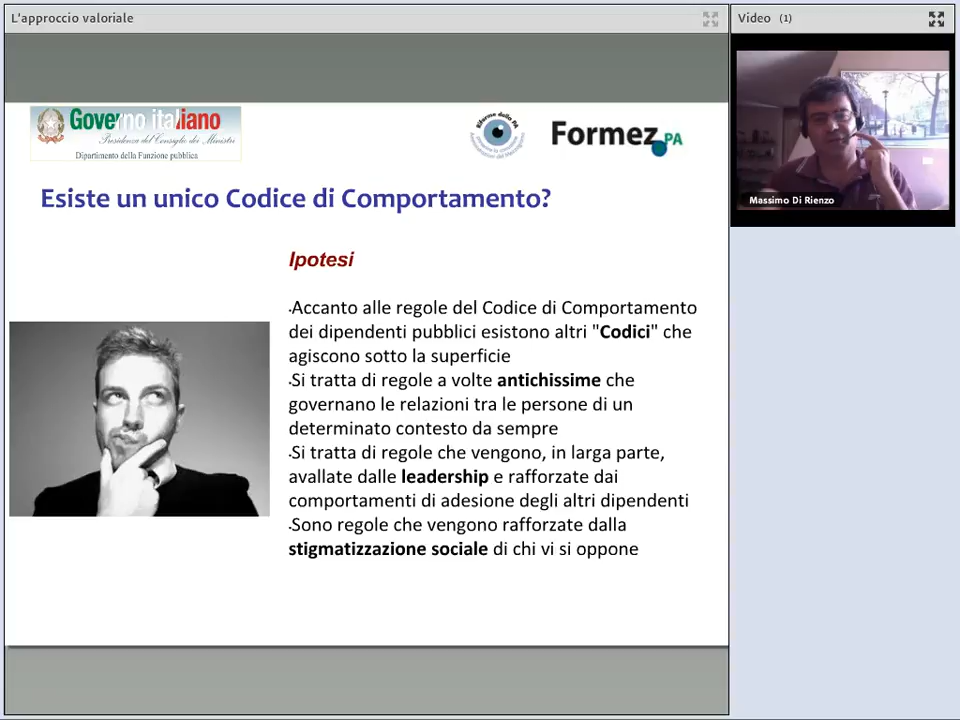 L'approccio valoriale
Video (1)
Governo italiano
Presidenza del Consiglio dei Ministri
Dipartimento della Funzione pubblica
Riforme della PA
Formez PA
Massimo Di Rienzo
Esiste un unico Codice di Comportamento?
Ipotesi
•Accanto alle regole del Codice di Comportamento
dei dipendenti pubblici esistono altri "Codici" che
agiscono sotto la superficie
•Si tratta di regole a volte antichissime che
governano le relazioni tra le persone di un
determinato contesto da sempre
•Si tratta di regole che vengono, in larga parte,
avallate dalle leadership e rafforzate dai
comportamenti di adesione degli altri dipendenti
•Sono regole che vengono rafforzate dalla
stigmatizzazione sociale di chi vi si oppone